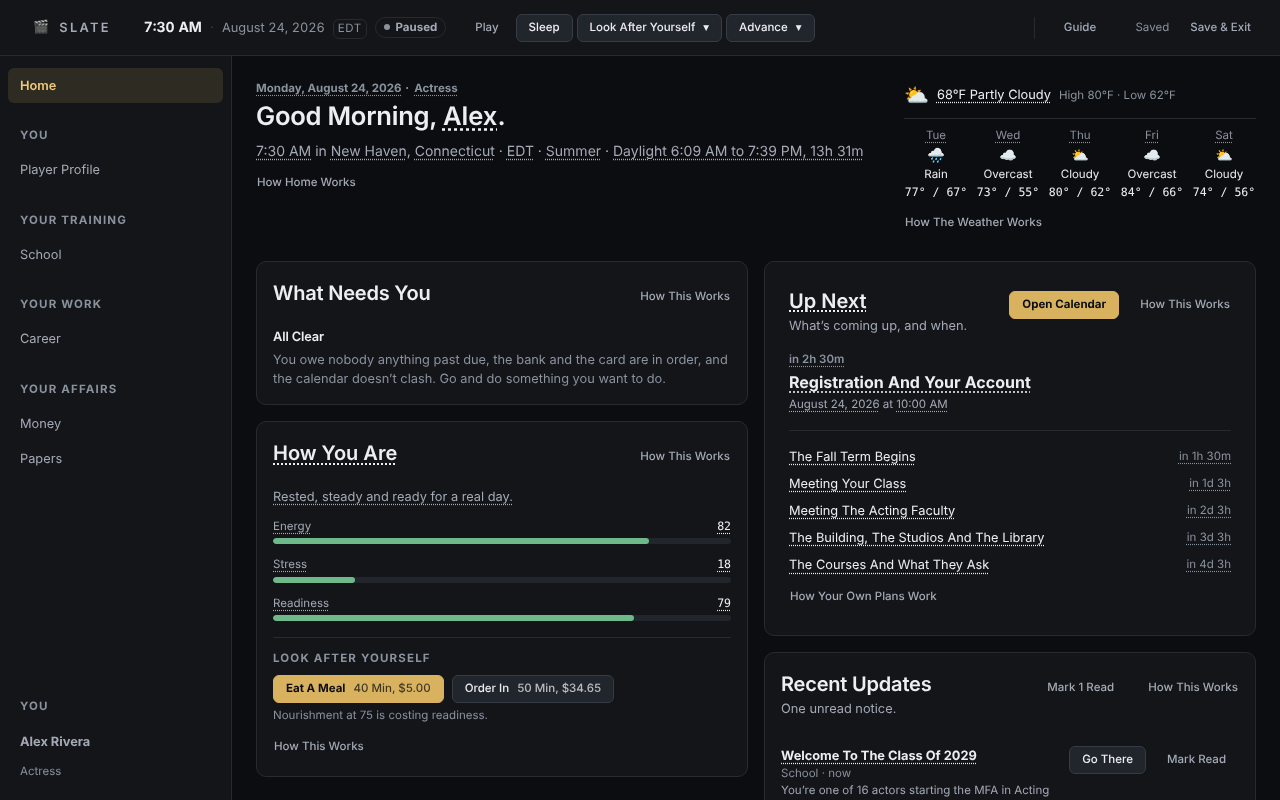 SLATE
7:30 AM · August 24, 2026 EDT Paused Play Sleep Look After Yourself ▾ Advance ▾ Guide Saved Save & Exit
Home
YOU
Player Profile
YOUR TRAINING
School
YOUR WORK
Career
YOUR AFFAIRS
Money
Papers
YOU
Alex Rivera
Actress
Monday, August 24, 2026 · Actress
Good Morning, Alex.
7:30 AM in New Haven, Connecticut · EDT · Summer · Daylight 6:09 AM to 7:39 PM, 13h 31m
How Home Works
68°F Partly Cloudy High 80°F · Low 62°F
Tue Wed Thu Fri Sat
Rain Overcast Cloudy Overcast Cloudy
77° / 67° 73° / 55° 80° / 62° 84° / 66° 74° / 56°
How The Weather Works
What Needs You How This Works
All Clear
You owe nobody anything past due, the bank and the card are in order, and
the calendar doesn't clash. Go and do something you want to do.
How You Are How This Works
Rested, steady and ready for a real day.
Energy 82
Stress 18
Readiness 79
LOOK AFTER YOURSELF
Eat A Meal 40 Min, $5.00 Order In 50 Min, $34.65
Nourishment at 75 is costing readiness.
How This Works
Up Next Open Calendar How This Works
What's coming up, and when.
in 2h 30m
Registration And Your Account
August 24, 2026 at 10:00 AM
The Fall Term Begins in 1h 30m
Meeting Your Class in 1d 3h
Meeting The Acting Faculty in 2d 3h
The Building, The Studios And The Library in 3d 3h
The Courses And What They Ask in 4d 3h
How Your Own Plans Work
Recent Updates Mark 1 Read How This Works
One unread notice.
Welcome To The Class Of 2029 Go There Mark Read
School · now
You're one of 16 actors starting the MFA in Acting